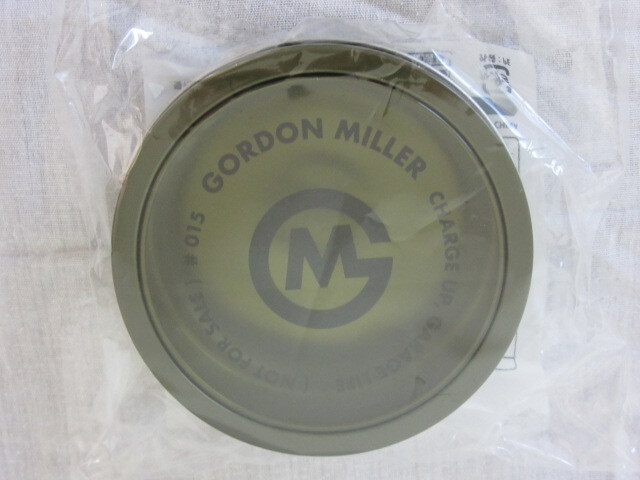 GORDON MILLER
CHARGE UP, GARAGE LIFE.
( NOT FOR SALE ) #015
GM